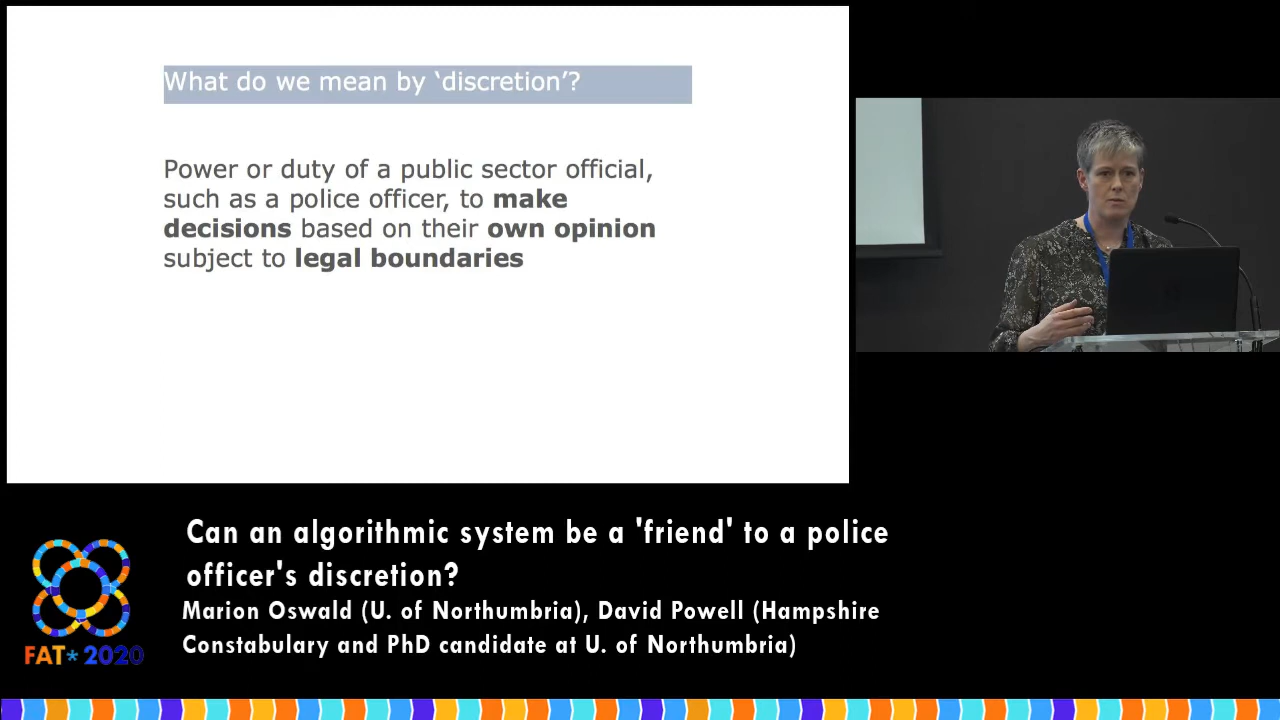 What do we mean by ‘discretion’?
Power or duty of a public sector official,
such as a police officer, to make
decisions based on their own opinion
subject to legal boundaries
Can an algorithmic system be a 'friend' to a police
officer's discretion?
Marion Oswald (U. of Northumbria), David Powell (Hampshire
Constabulary and PhD candidate at U. of Northumbria)
FAT* 2020